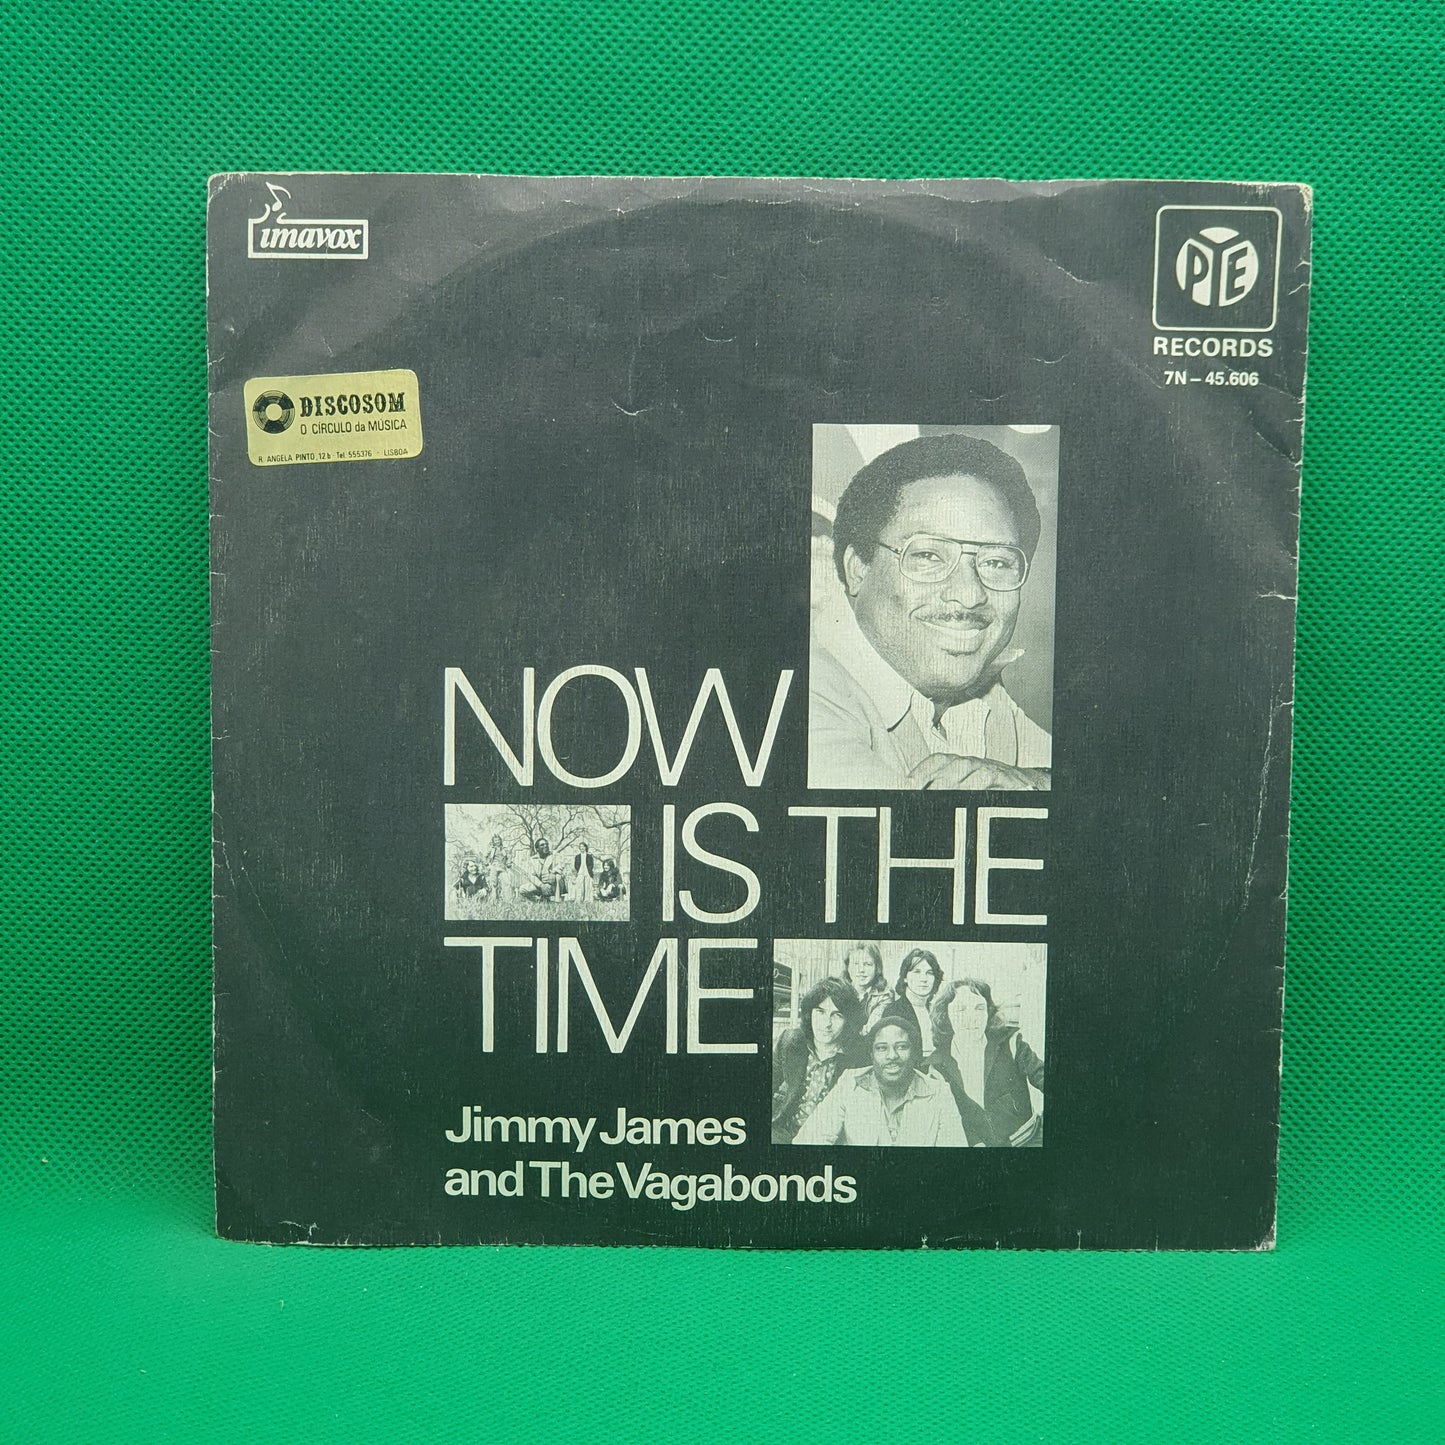 imavox
PYE
RECORDS
7N – 45.606
DISCOSOM
O CÍRCULO da MÚSICA
R. ANGELA PINTO, 12 b - Tel. 555376 - LISBOA
NOW
IS THE
TIME
Jimmy James
and The Vagabonds